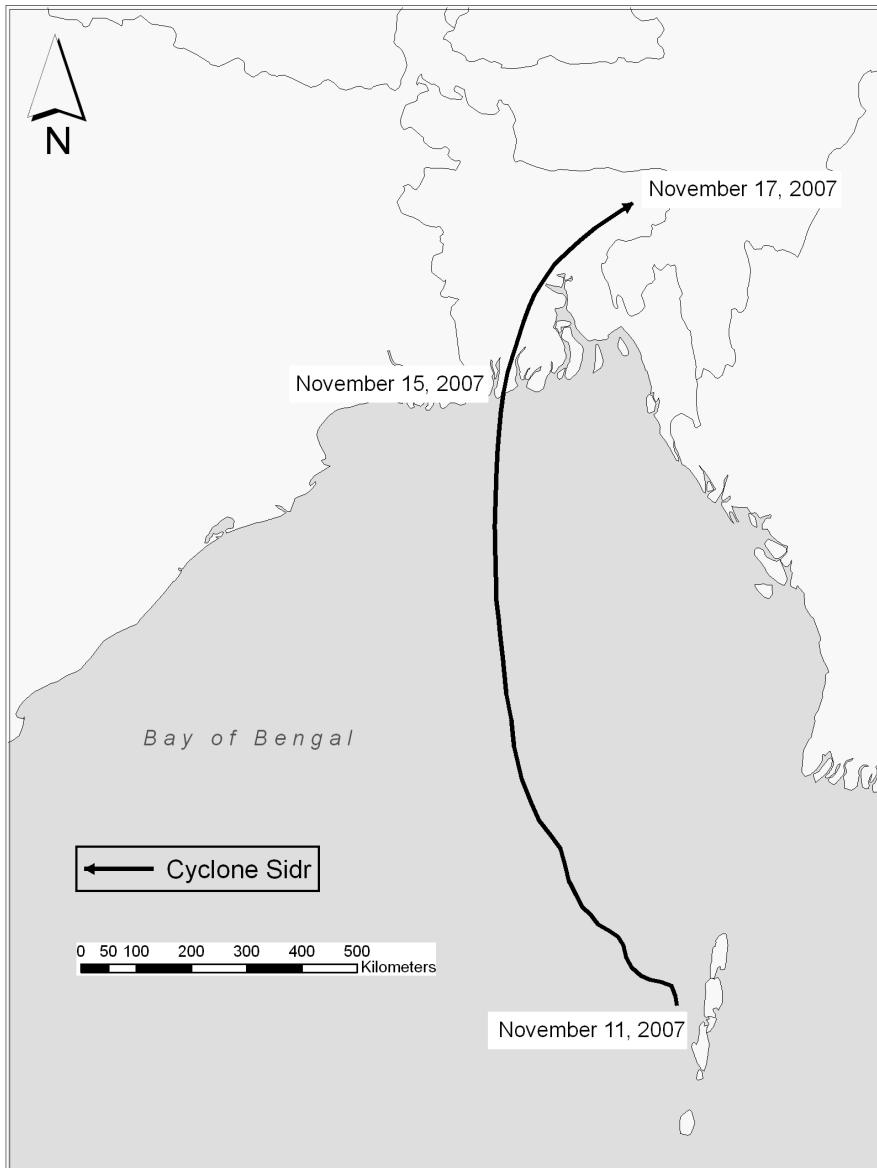 N
November 17, 2007
November 15, 2007
Bay of Bengal
Cyclone Sidr
0 50 100 200 300 400 500
Kilometers
November 11, 2007